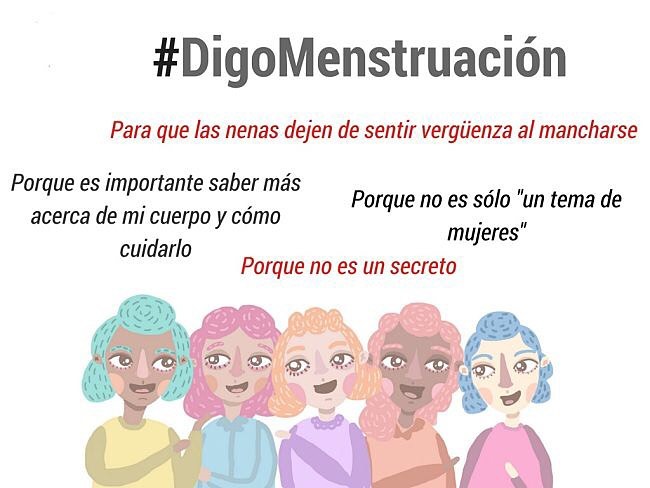 #DigoMenstruación
Para que las nenas dejen de sentir vergüenza al mancharse
Porque es importante saber más
acerca de mi cuerpo y cómo
cuidarlo
Porque no es sólo "un tema de
mujeres"
Porque no es un secreto